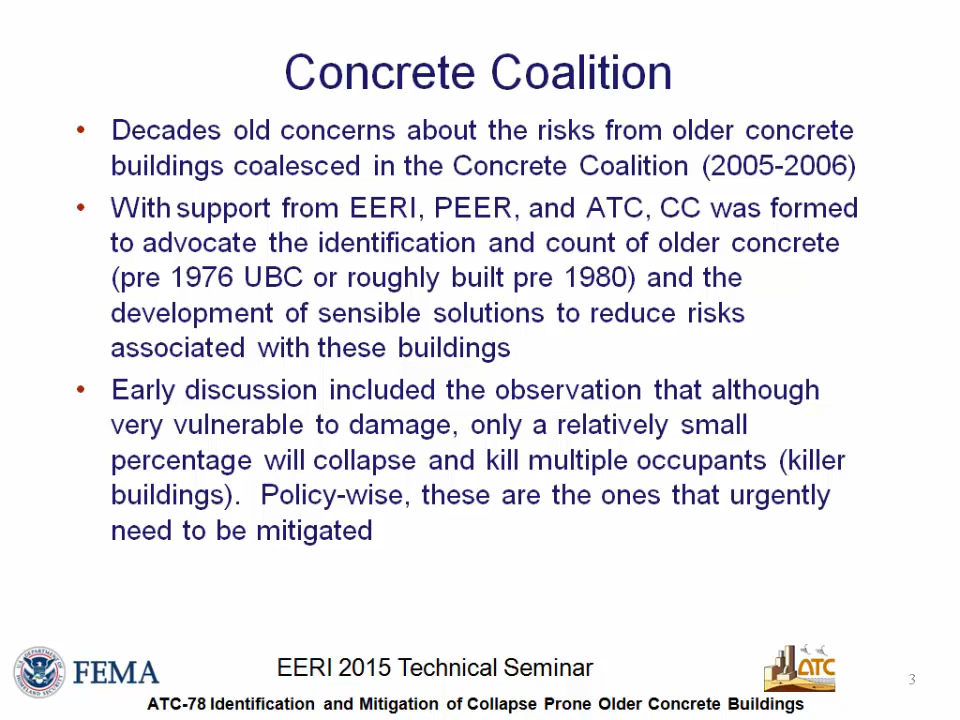 Concrete Coalition
• Decades old concerns about the risks from older concrete
buildings coalesced in the Concrete Coalition (2005-2006)
• With support from EERI, PEER, and ATC, CC was formed
to advocate the identification and count of older concrete
(pre 1976 UBC or roughly built pre 1980) and the
development of sensible solutions to reduce risks
associated with these buildings
• Early discussion included the observation that although
very vulnerable to damage, only a relatively small
percentage will collapse and kill multiple occupants (killer
buildings).  Policy-wise, these are the ones that urgently
need to be mitigated
FEMA
EERI 2015 Technical Seminar
ATC
3
ATC-78 Identification and Mitigation of Collapse Prone Older Concrete Buildings